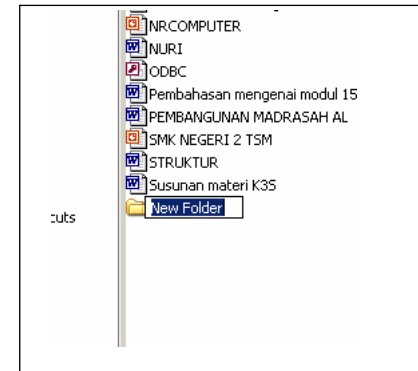 NRCOMPUTER
NURI
ODBC
Pembahasan mengenai modul 15
PEMBANGUNAN MADRASAH AL
SMK NEGERI 2 TSM
STRUKTUR
Susunan materi K3S
New Folder
:uts